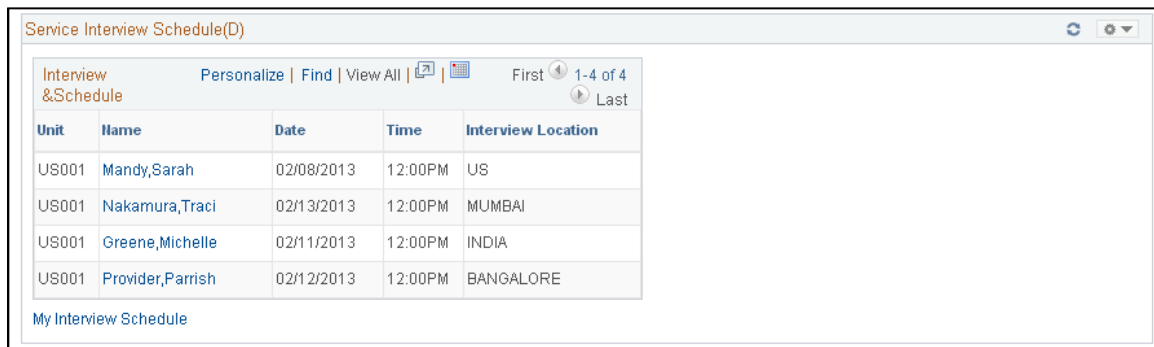 Service Interview Schedule(D)
Interview &Schedule
Personalize | Find | View All | |
First 1-4 of 4 Last
Unit Name Date Time Interview Location
US001 Mandy,Sarah 02/08/2013 12:00PM US
US001 Nakamura,Traci 02/13/2013 12:00PM MUMBAI
US001 Greene,Michelle 02/11/2013 12:00PM INDIA
US001 Provider,Parrish 02/12/2013 12:00PM BANGALORE
My Interview Schedule